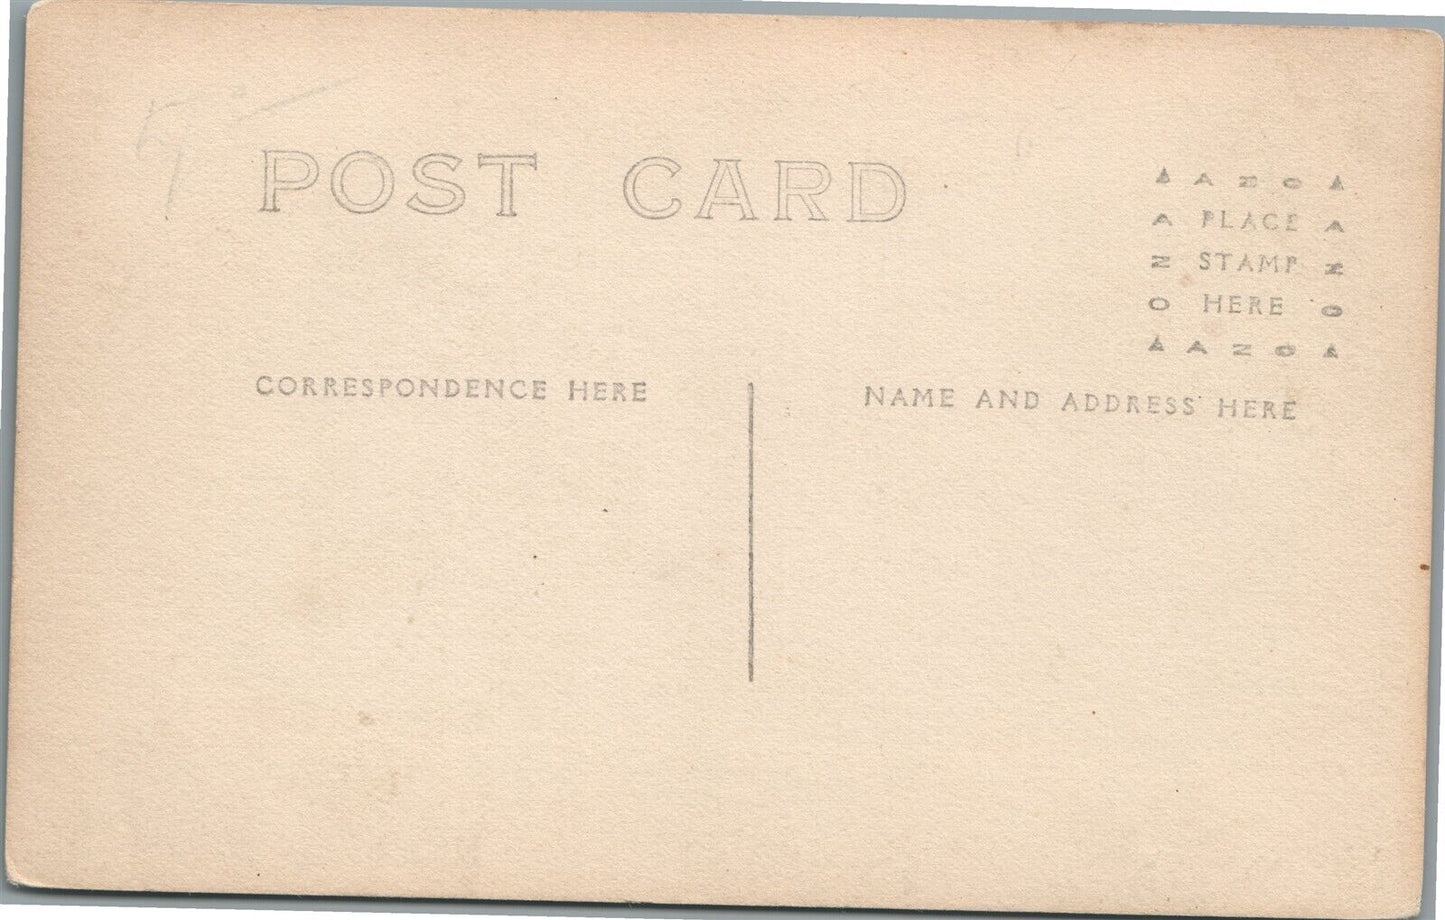 POST CARD
▲ AZO ▲
A PLACE A
Z STAMP Z
O HERE O
▲ AZO ▲
CORRESPONDENCE HERE
NAME AND ADDRESS HERE